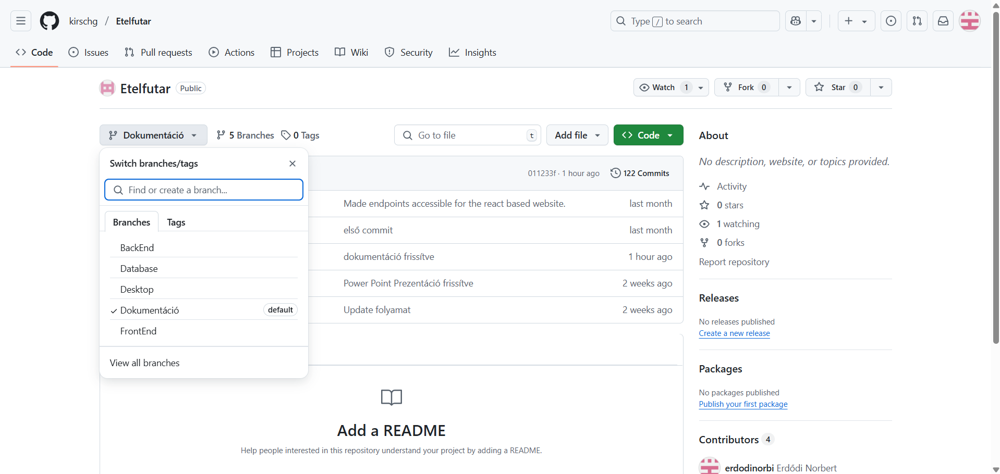 kirschg / Etelfutar
Type / to search
Code Issues Pull requests Actions Projects Wiki Security Insights
Etelfutar Public
Watch 1 Fork 0 Star 0
Dokumentáció 5 Branches 0 Tags
Go to file t
Add file
Code
Switch branches/tags
Find or create a branch...
Branches Tags
BackEnd
Database
Desktop
Dokumentáció default
FrontEnd
View all branches
011233f · 1 hour ago 122 Commits
Made endpoints accessible for the react based website. last month
első commit last month
dokumentáció frissítve 1 hour ago
Power Point Prezentáció frissítve 2 weeks ago
Update folyamat 2 weeks ago
Add a README
Help people interested in this repository understand your project by adding a README.
About
No description, website, or topics provided.
Activity
0 stars
1 watching
0 forks
Report repository
Releases
No releases published
Create a new release
Packages
No packages published
Publish your first package
Contributors 4
erdodinorbi Erdődi Norbert